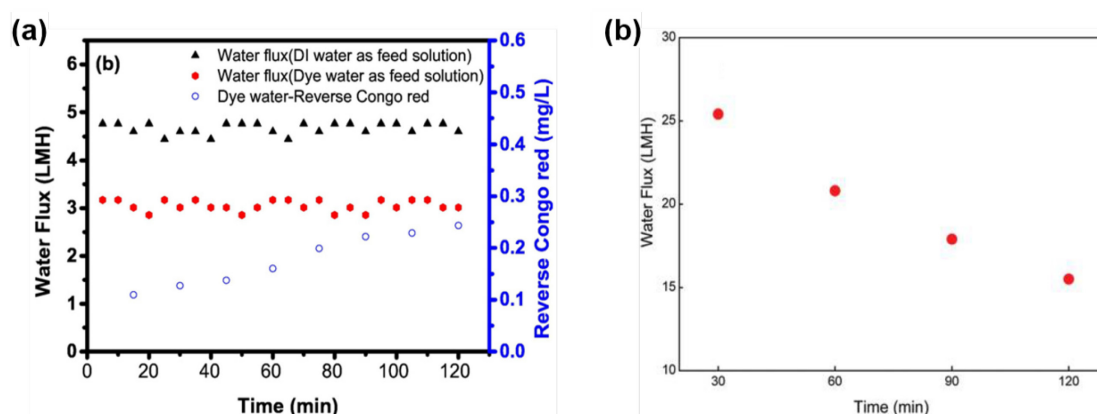 (a)
(b)
Water flux(DI water as feed solution)
Water flux(Dye water as feed solution)
Dye water-Reverse Congo red
6
5
4
3
2
1
0
Water Flux (LMH)
0.6
0.5
0.4
0.3
0.2
0.1
0.0
Reverse Congo red (mg/L)
0 20 40 60 80 100 120
Time (min)
(b)
30
25
20
15
10
Water Flux (LMH)
30 60 90 120
Time (min)